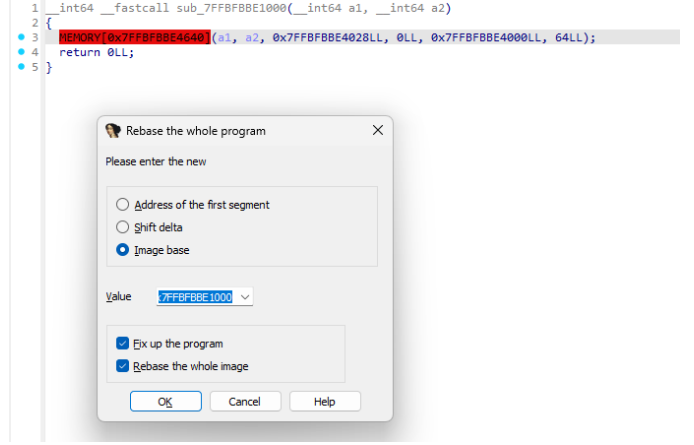 1 __int64 __fastcall sub_7FFBFBBE1000(__int64 a1, __int64 a2)
2 {
3 MEMORY[0x7FFBFBBE4640](a1, a2, 0x7FFBFBBE4028LL, 0LL, 0x7FFBFBBE4000LL, 64LL);
4 return 0LL;
5 }
Rebase the whole program
Please enter the new
Address of the first segment
Shift delta
Image base
Value :7FFBFBBE1000
Fix up the program
Rebase the whole image
OK Cancel Help